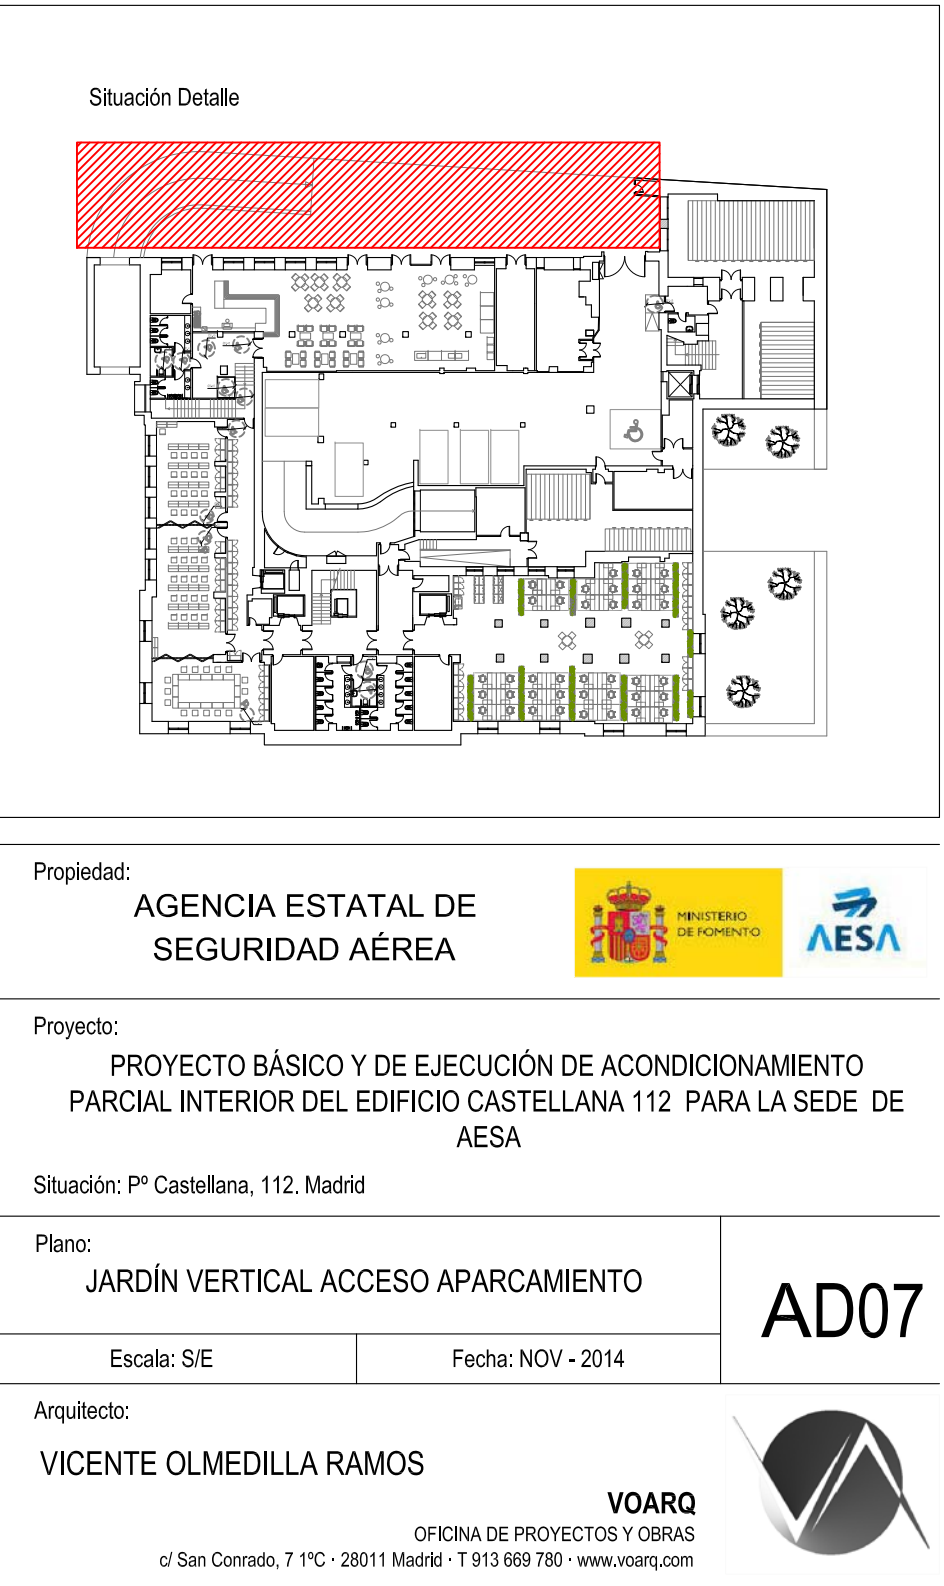 Situación Detalle
Propiedad:
AGENCIA ESTATAL DE
SEGURIDAD AÉREA
MINISTERIO
DE FOMENTO
AESA
Proyecto:
PROYECTO BÁSICO Y DE EJECUCIÓN DE ACONDICIONAMIENTO
PARCIAL INTERIOR DEL EDIFICIO CASTELLANA 112 PARA LA SEDE DE
AESA
Situación: Pº Castellana, 112. Madrid
Plano:
JARDÍN VERTICAL ACCESO APARCAMIENTO
AD07
Escala: S/E
Fecha: NOV - 2014
Arquitecto:
VICENTE OLMEDILLA RAMOS
VOARQ
OFICINA DE PROYECTOS Y OBRAS
c/ San Conrado, 7 1ºC · 28011 Madrid · T 913 669 780 · www.voarq.com